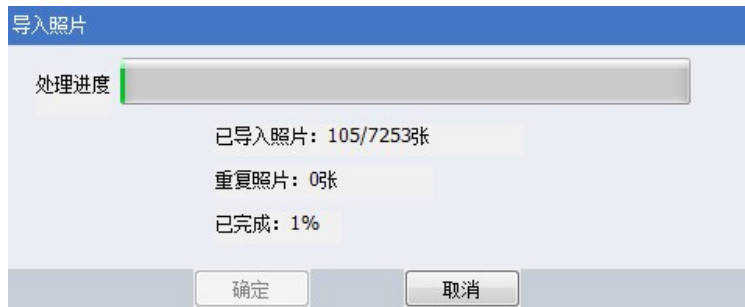 导入照片
处理进度
已导入照片：105/7253张
重复照片：0张
已完成：1%
确定 取消